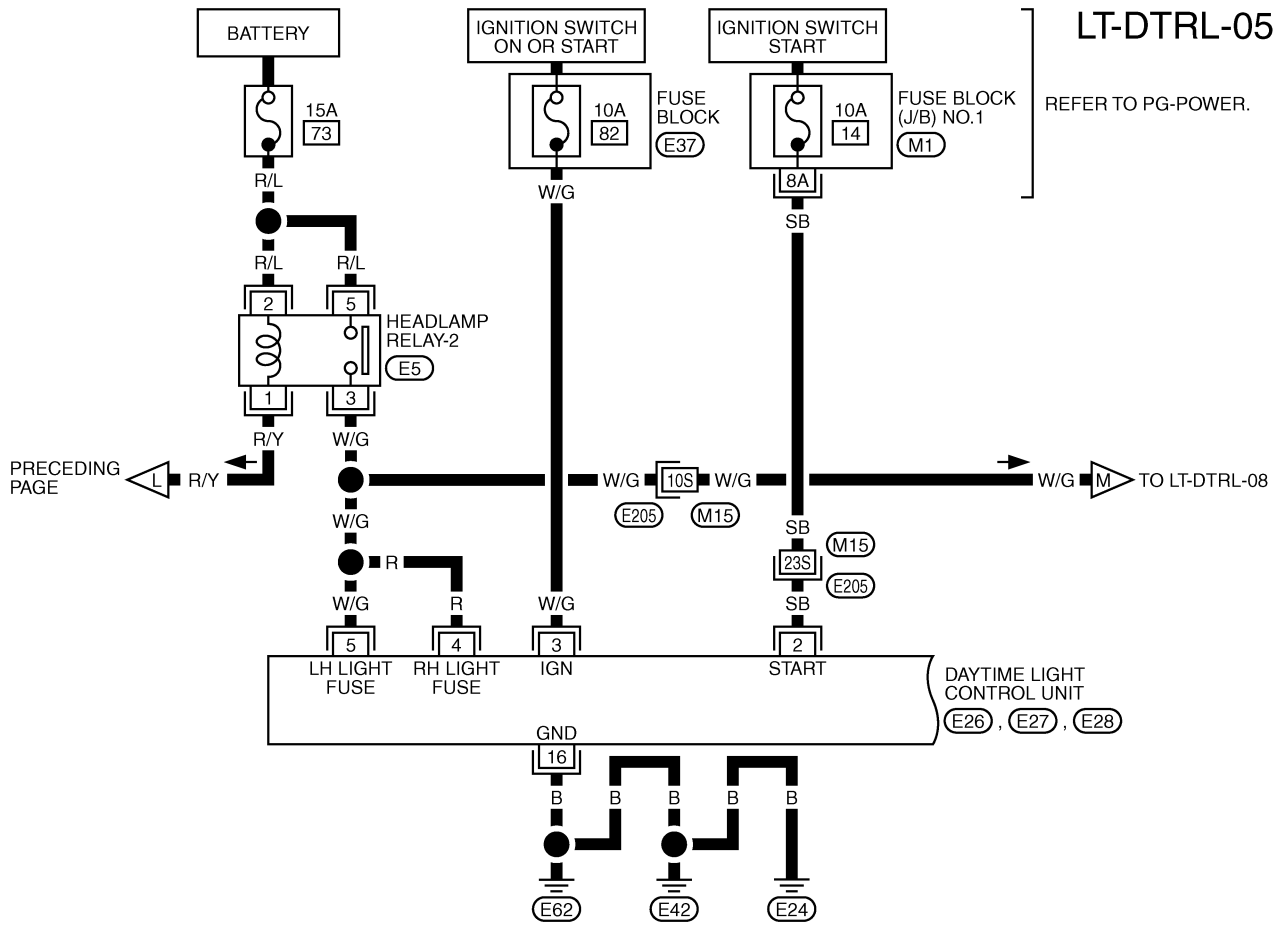 LT-DTRL-05
BATTERY
IGNITION SWITCH
ON OR START
IGNITION SWITCH
START
15A
73
10A
82
FUSE
BLOCK
E37
10A
14
FUSE BLOCK
(J/B) NO.1
M1
REFER TO PG-POWER.
8A
R/L
W/G
SB
R/L
R/L
2
5
HEADLAMP
RELAY-2
E5
1
3
R/Y
W/G
PRECEDING
PAGE
L
R/Y
W/G
10S
W/G
W/G
M
TO LT-DTRL-08
E205
M15
W/G
SB
M15
23S
E205
R
W/G
R
W/G
SB
5
4
3
2
LH LIGHT
FUSE
RH LIGHT
FUSE
IGN
START
DAYTIME LIGHT
CONTROL UNIT
E26 , E27 , E28
GND
16
B
B
B
B
B
E62
E42
E24